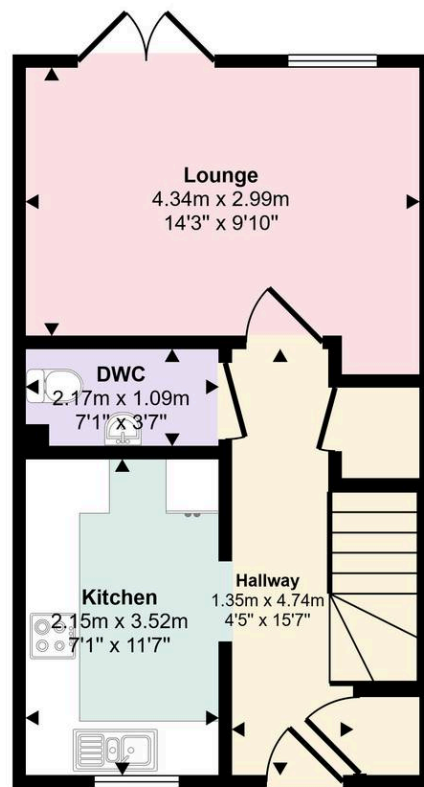 Lounge
4.34m x 2.99m
14'3" x 9'10"
DWC
2.17m x 1.09m
7'1" x 3'7"
Kitchen
2.15m x 3.52m
7'1" x 11'7"
Hallway
1.35m x 4.74m
4'5" x 15'7"